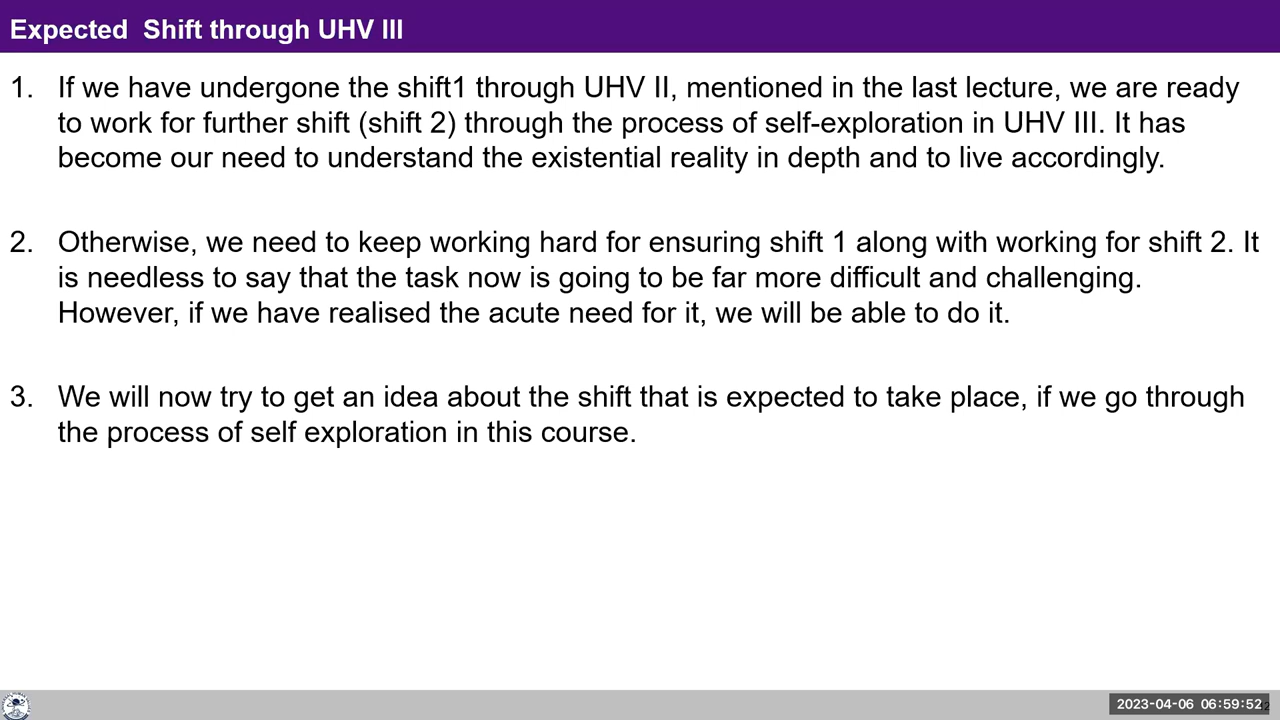 Expected  Shift through UHV III
1. If we have undergone the shift1 through UHV II, mentioned in the last lecture, we are ready
to work for further shift (shift 2) through the process of self-exploration in UHV III. It has
become our need to understand the existential reality in depth and to live accordingly.
2. Otherwise, we need to keep working hard for ensuring shift 1 along with working for shift 2. It
is needless to say that the task now is going to be far more difficult and challenging.
However, if we have realised the acute need for it, we will be able to do it.
3. We will now try to get an idea about the shift that is expected to take place, if we go through
the process of self exploration in this course.
2023-04-06 06:59:52